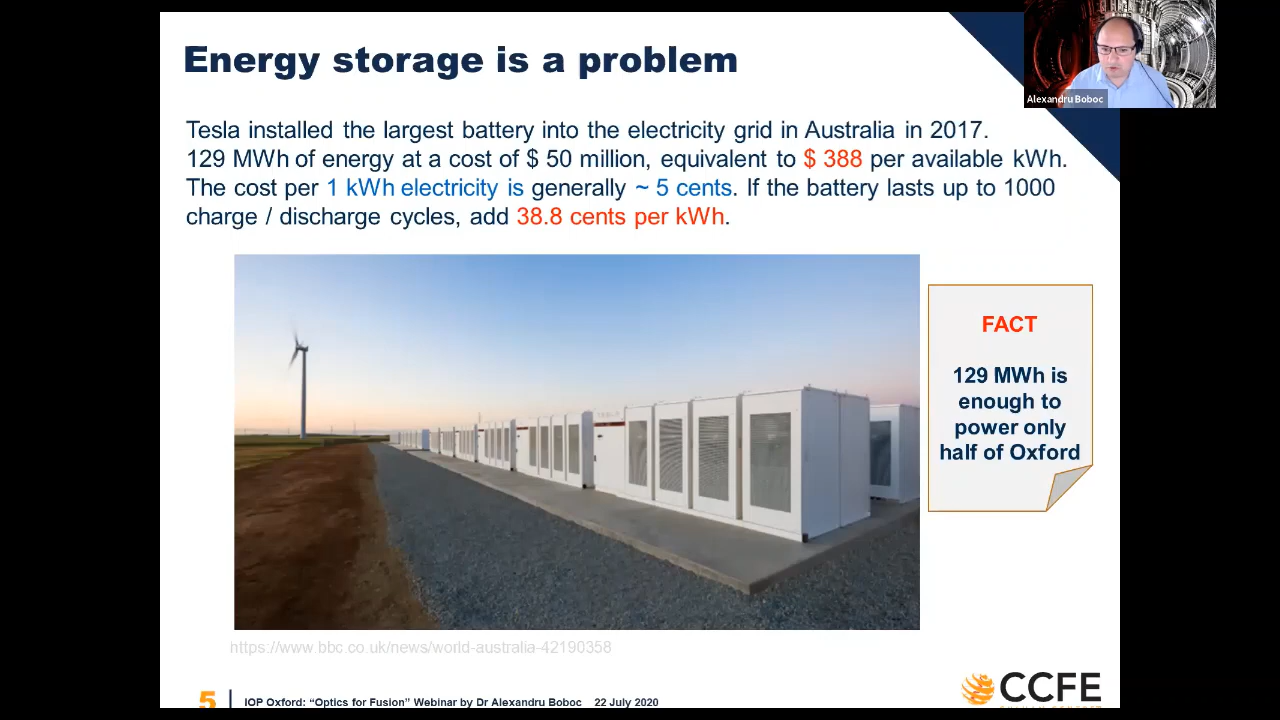 Energy storage is a problem
Alexandru Boboc
Tesla installed the largest battery into the electricity grid in Australia in 2017.
129 MWh of energy at a cost of $ 50 million, equivalent to $ 388 per available kWh.
The cost per 1 kWh electricity is generally ~ 5 cents. If the battery lasts up to 1000
charge / discharge cycles, add 38.8 cents per kWh.
FACT
129 MWh is
enough to
power only
half of Oxford
https://www.bbc.co.uk/news/world-australia-42190358
5
IOP Oxford: “Optics for Fusion” Webinar by Dr Alexandru Boboc 22 July 2020
CCFE